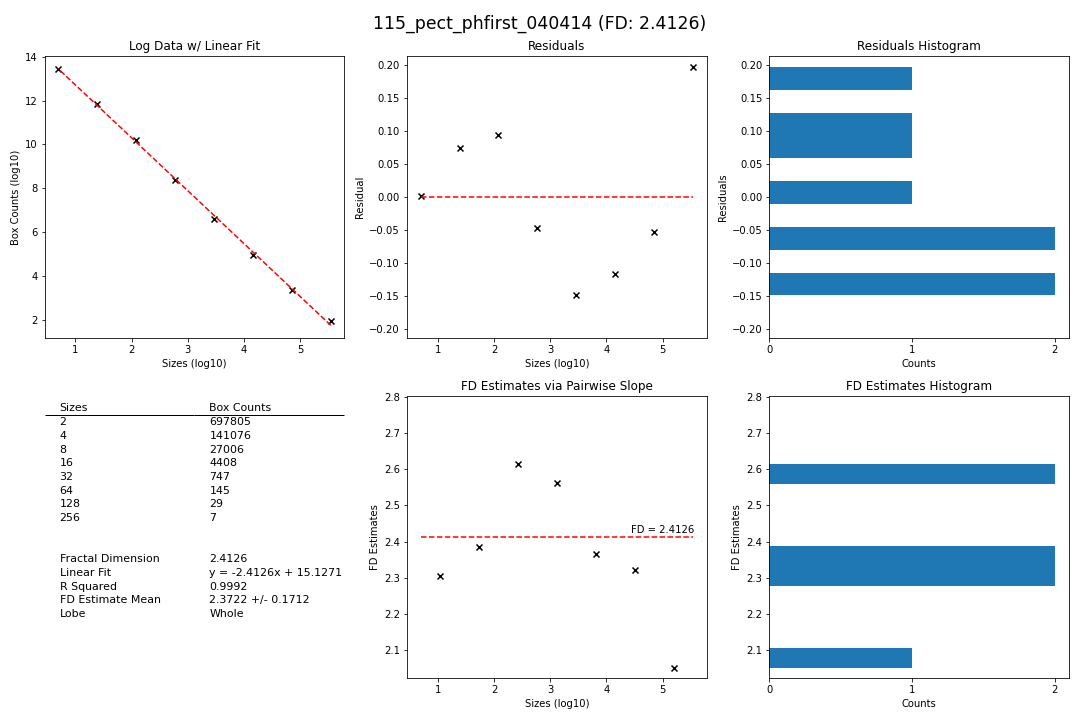 115_pect_phfirst_040414 (FD: 2.4126)
Log Data w/ Linear Fit
14
12
10
8
6
4
2
Box Counts (log10)
1 2 3 4 5
Sizes (log10)
Residuals
0.20
0.15
0.10
0.05
0.00
−0.05
−0.10
−0.15
−0.20
Residual
1 2 3 4 5
Sizes (log10)
Residuals Histogram
0.20
0.15
0.10
0.05
0.00
−0.05
−0.10
−0.15
−0.20
Residuals
0 1 2
Counts
Sizes Box Counts
2 697805
4 141076
8 27006
16 4408
32 747
64 145
128 29
256 7
Fractal Dimension 2.4126
Linear Fit y = -2.4126x + 15.1271
R Squared 0.9992
FD Estimate Mean 2.3722 +/- 0.1712
Lobe Whole
FD Estimates via Pairwise Slope
2.8
2.7
2.6
2.5
2.4
2.3
2.2
2.1
FD Estimates
FD = 2.4126
1 2 3 4 5
Sizes (log10)
FD Estimates Histogram
2.8
2.7
2.6
2.5
2.4
2.3
2.2
2.1
FD Estimates
0 1 2
Counts